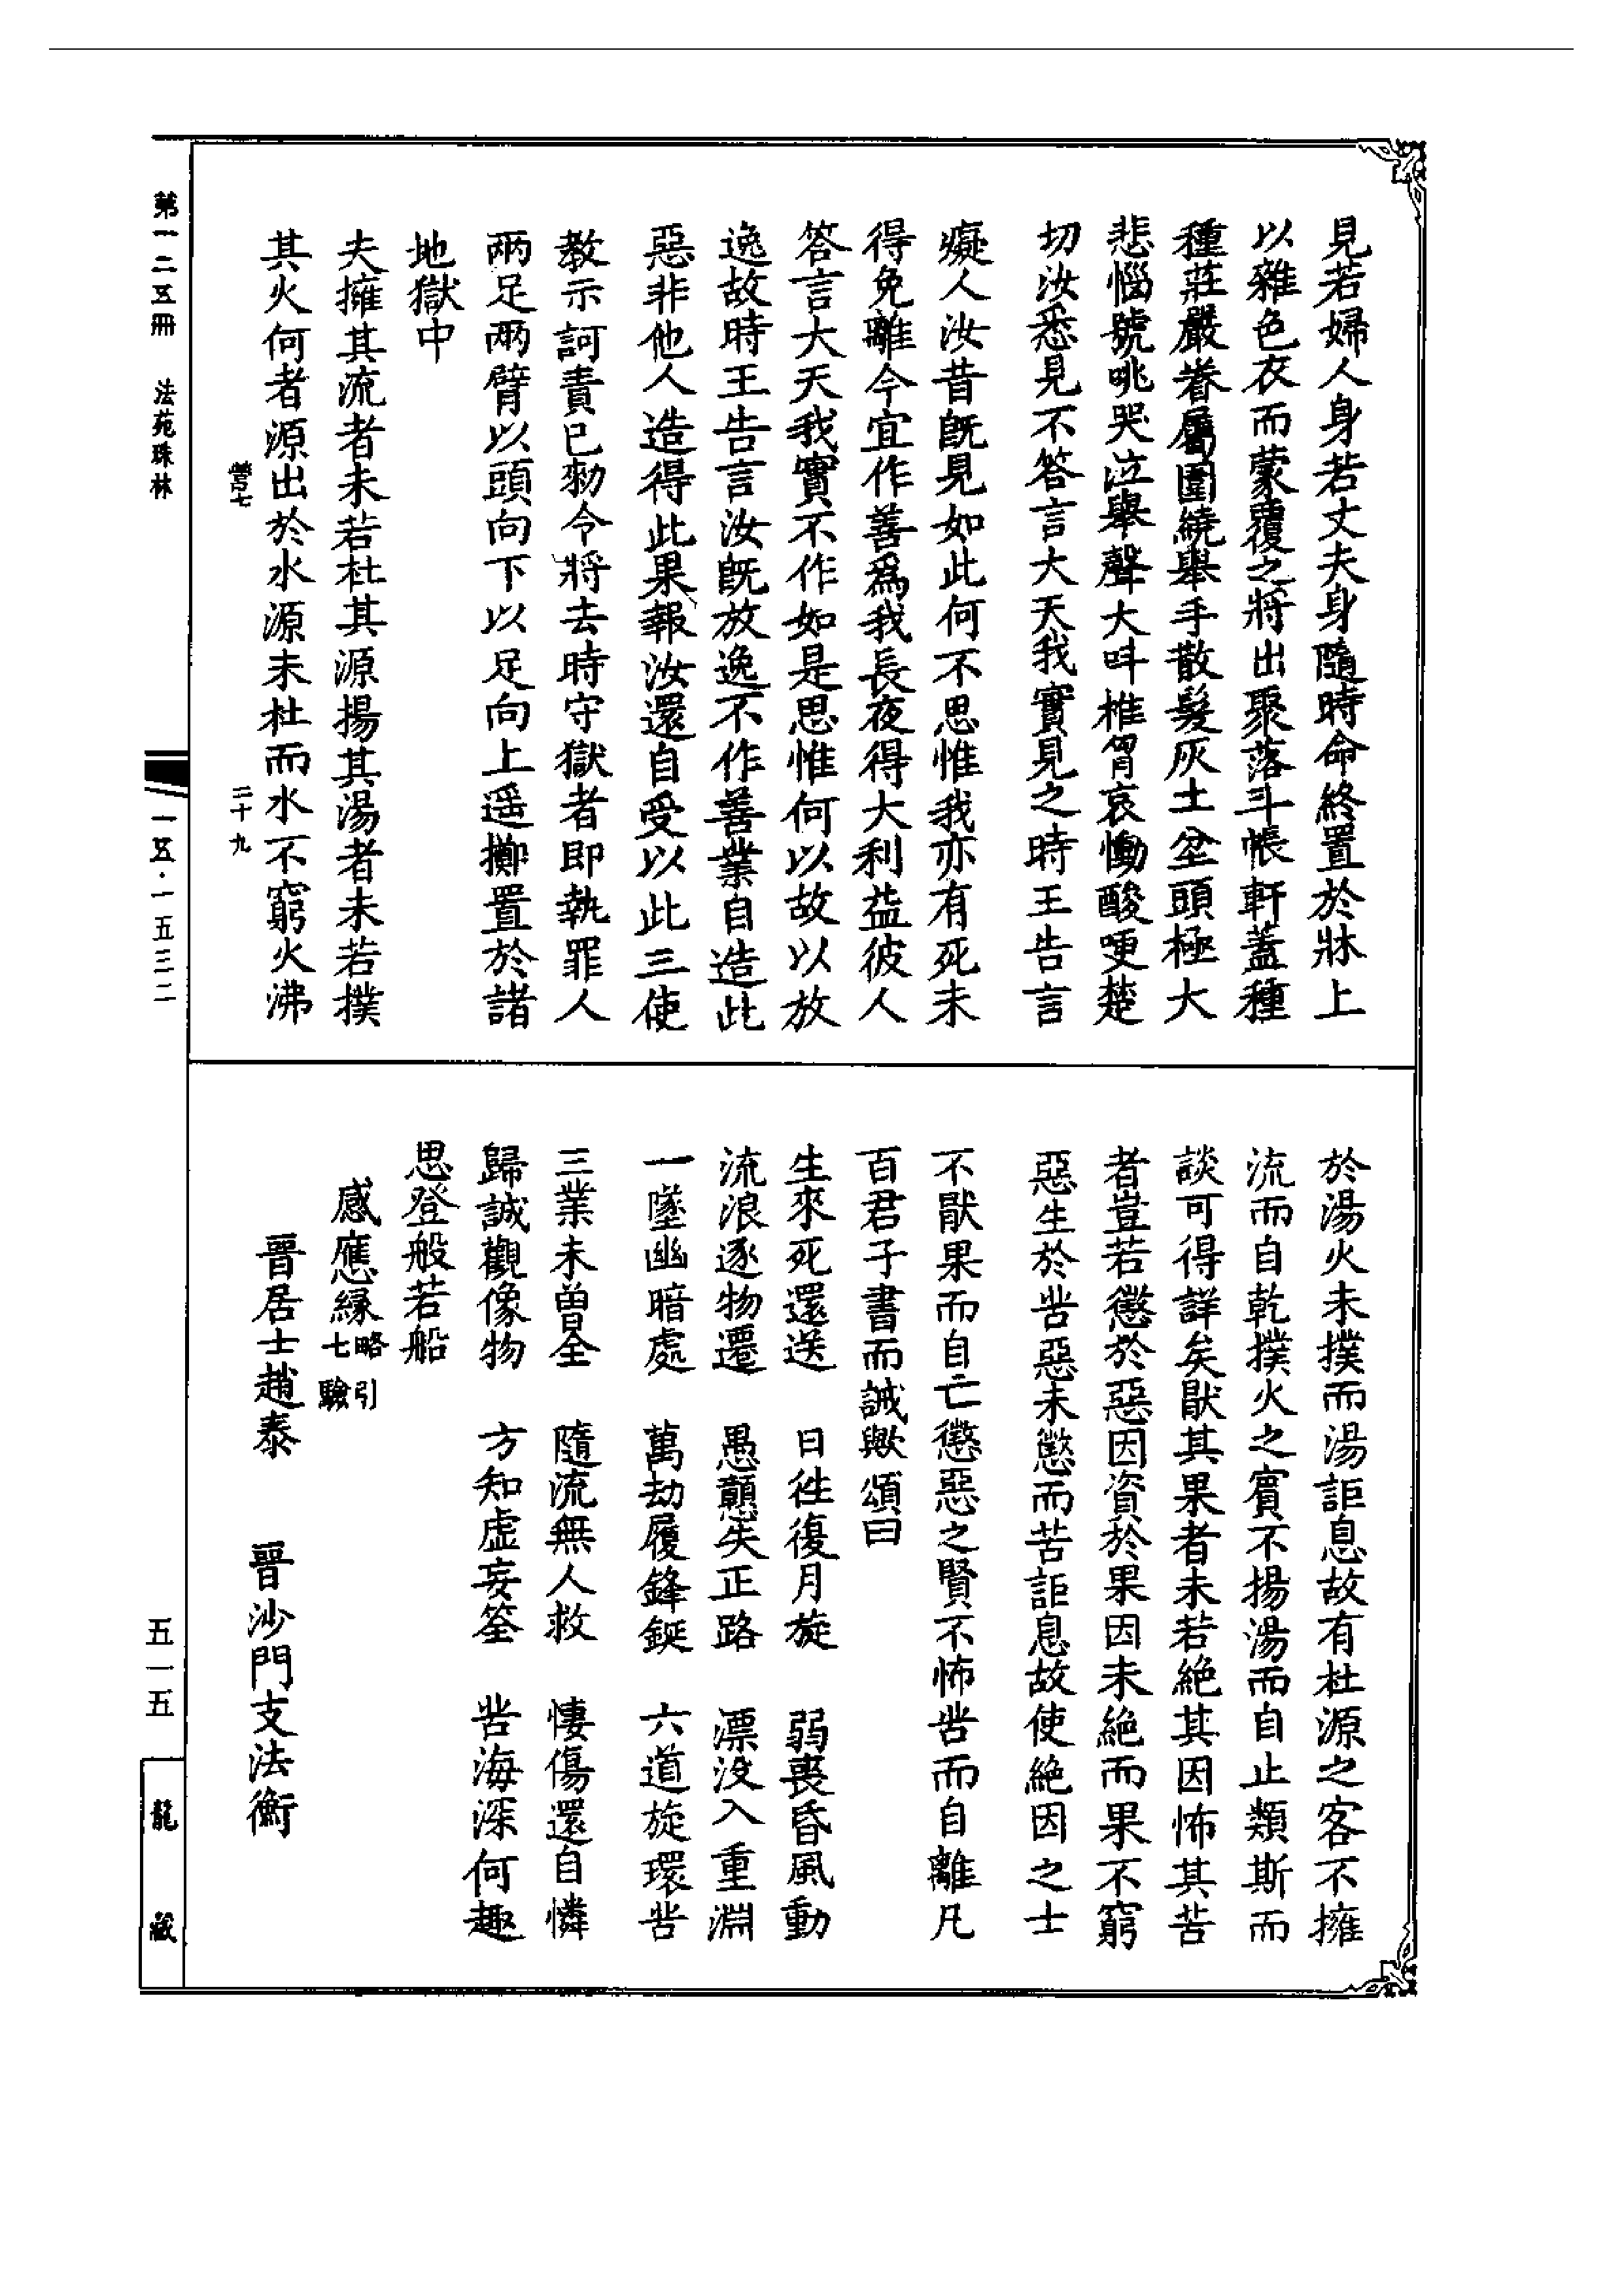 見若婦人身若丈夫身隨時命終置於牀上
以雜色衣而蒙覆之將出聚落斗帳軒蓋種
種莊嚴眷屬圍繞舉手散髮灰土坌頭極大
悲惱號咷哭泣舉聲大呌椎胷哀慟酸哽楚
切汝悉見不答言大天我實見之時王告言
癡人汝昔旣見如此何不思惟我亦有死未
得免離今宜作善爲我長夜得大利益彼人
答言大天我實不作如是思惟何以故以放
逸故時王告言汝旣放逸不作善業自造此
惡非他人造得此果報汝還自受以此三使
教示訶責已勑令將去時守獄者即執罪人
兩足兩臂以頭向下以足向上遥擲置於諸
地獄中
夫擁其流者未若杜其源揚其湯者未若撲
其火何者源出於水源未杜而水不窮火沸
營七 二十九
於湯火未撲而湯詎息故有杜源之客不擁
流而自乾撲火之賓不揚湯而自止類斯而
談可得詳矣猒其果者未若絶其因怖其苦
者豈若懲於惡因資於果因未絶而果不窮
惡生於苦惡未懲而苦詎息故使絶因之士
不猒果而自亡懲惡之賢不怖苦而自離凡
百君子書而誡歟頌曰
生來死還送 日徃復月旋 弱喪昏風動
流浪逐物遷 愚戇失正路 漂没入重淵
一墜幽暗處 萬劫履鋒鋋 六道旋環苦
三業未曽全 隨流無人救 悽傷還自憐
歸誠觀像物 方知虛妄筌 苦海深何趣
思登般若船
感應緣略引七驗
晉居士趙泰 晉沙門支法衡
第一二五冊 法苑珠林 一五·一五三二 五一五 龍藏